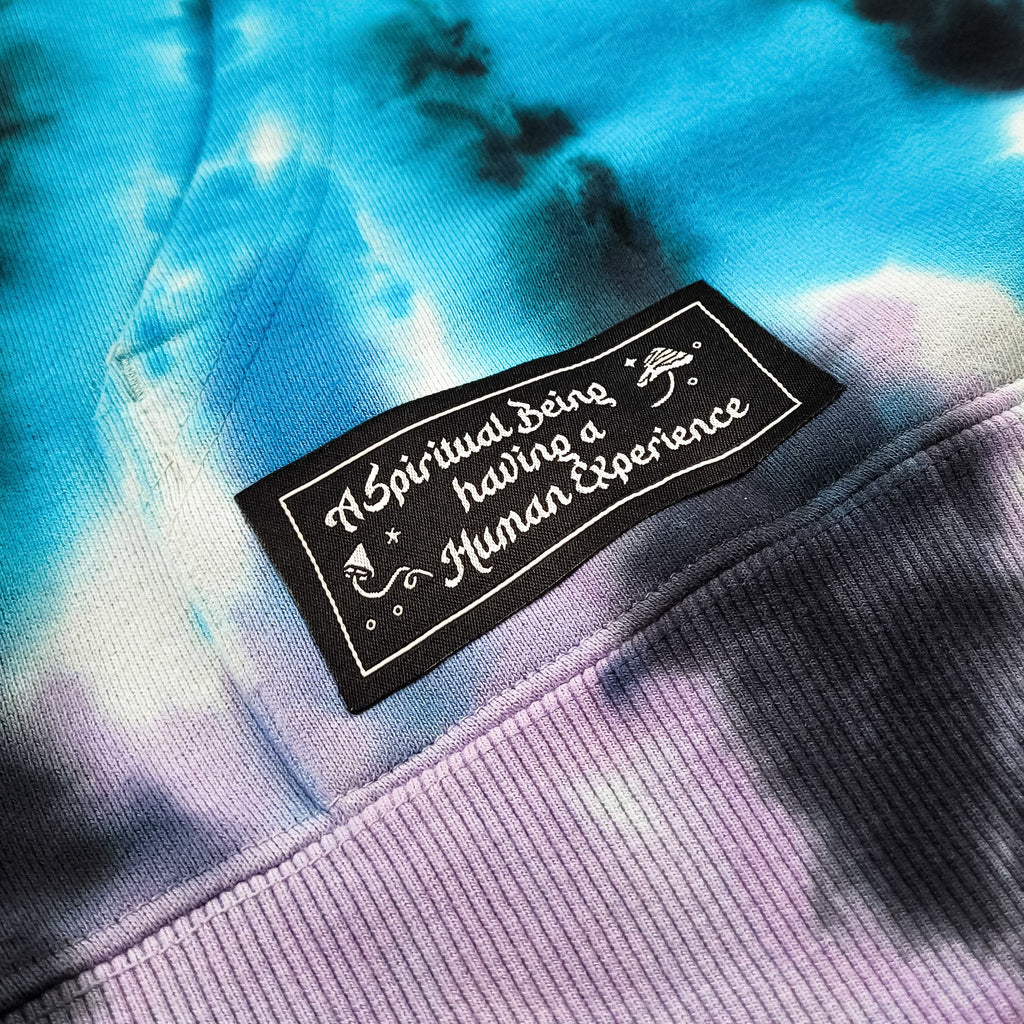 A Spiritual Being
having a
Human Experience